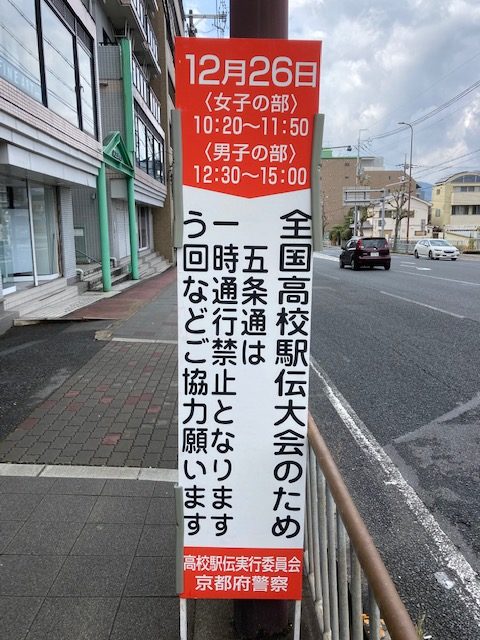 12月26日
〈女子の部〉
10:20～11:50
〈男子の部〉
12:30～15:00
全国高校駅伝大会のため
五条通は
一時通行禁止となります
う回などご協力願います
高校駅伝実行委員会
京都府警察